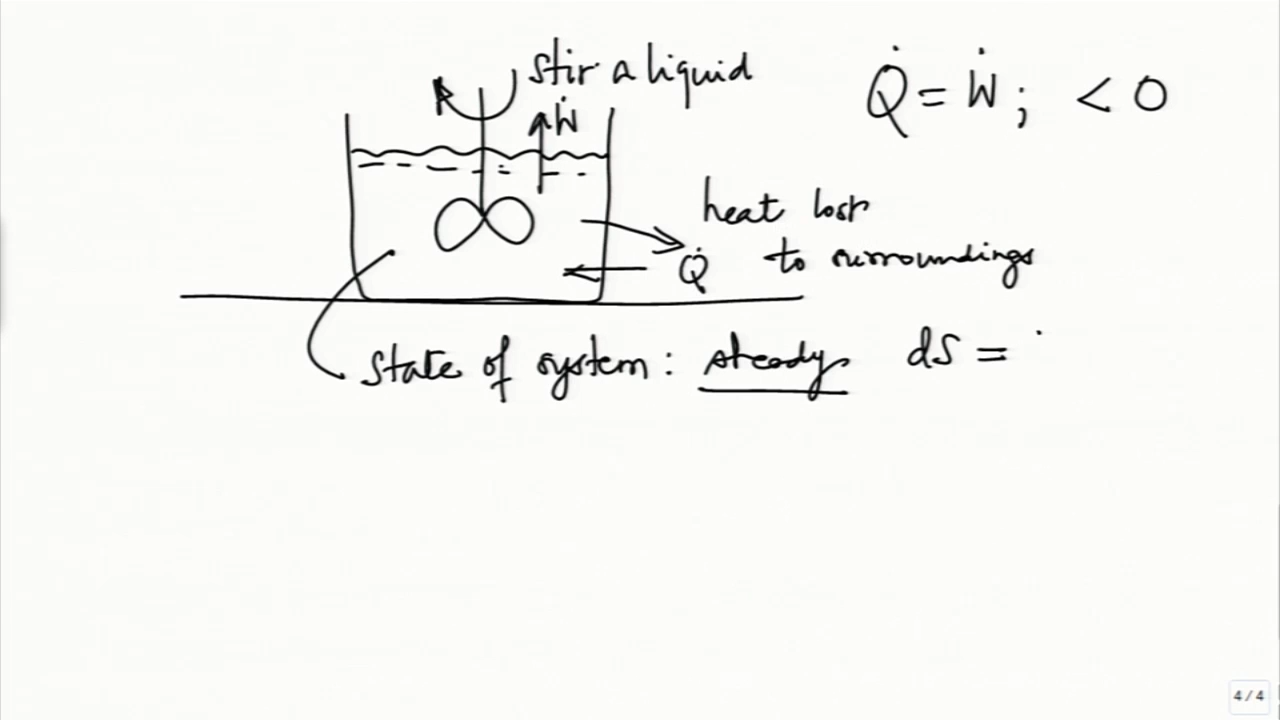 stir a liquid
Ẇ
Q̇ = Ẇ ; < 0
heat lost
Q̇ to surroundings
State of system : steady dS =
4 / 4